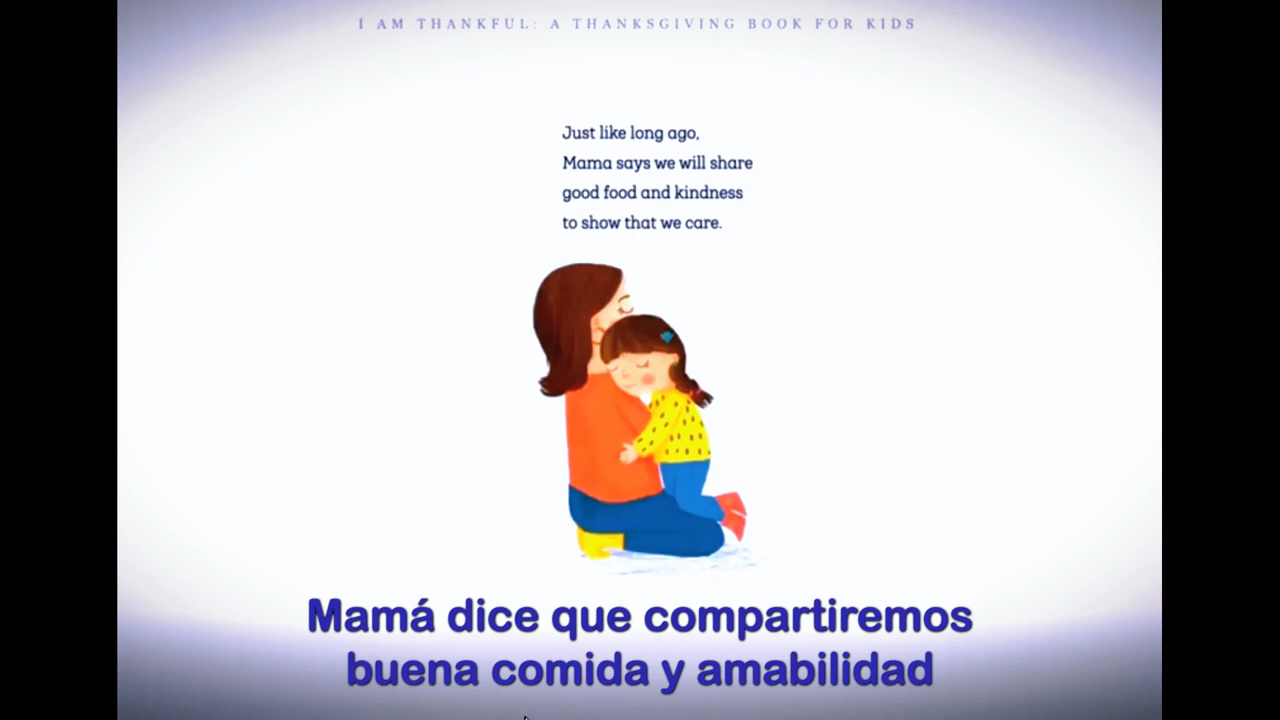 I AM THANKFUL: A THANKSGIVING BOOK FOR KIDS
Just like long ago,
Mama says we will share
good food and kindness
to show that we care.
Mamá dice que compartiremos
buena comida y amabilidad